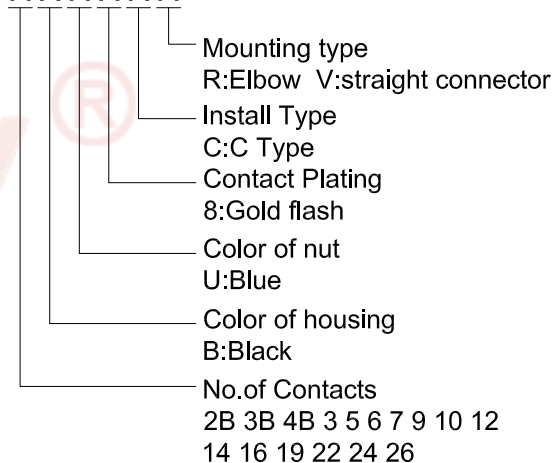 ®
Mounting type
R:Elbow V:straight connector
Install Type
C:C Type
Contact Plating
8:Gold flash
Color of nut
U:Blue
Color of housing
B:Black
No.of Contacts
2B 3B 4B 3 5 6 7 9 10 12
14 16 19 22 24 26